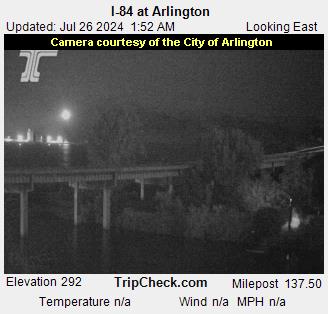 I-84 at Arlington
Updated: Jul 26 2024 1:52 AM Looking East
Camera courtesy of the City of Arlington
Elevation 292 TripCheck.com Milepost 137.50
Temperature n/a Wind n/a MPH n/a